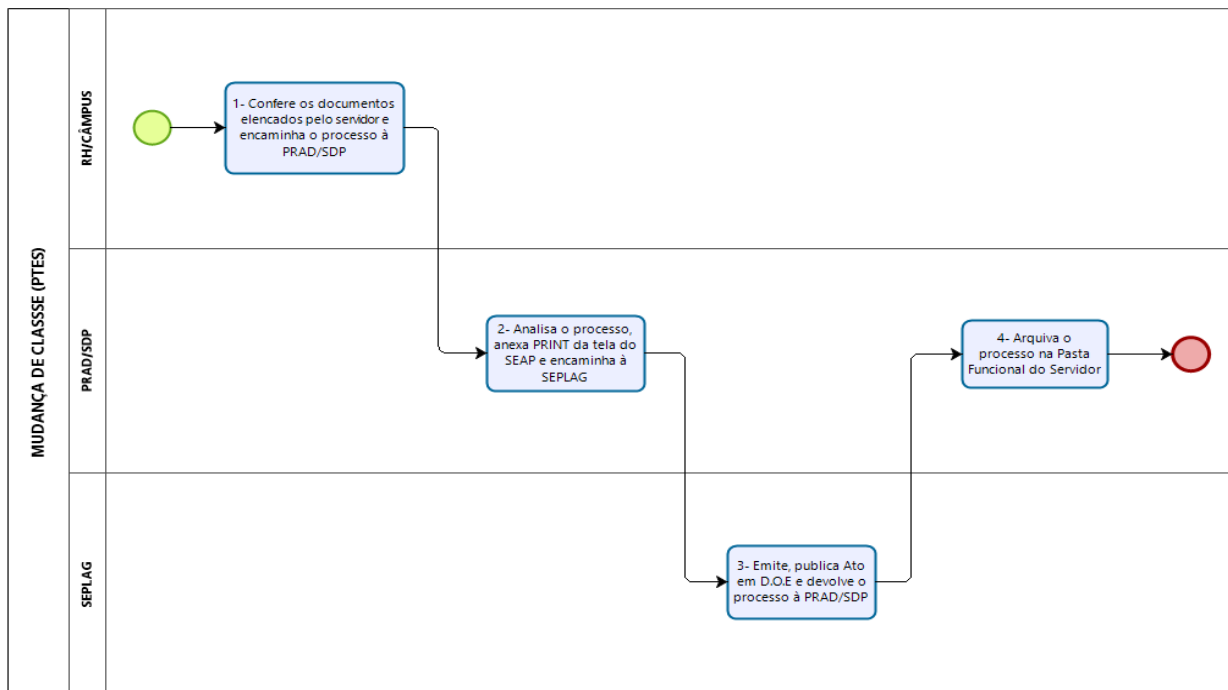 MUDANÇA DE CLASSSE (PTES)
RH/CÂMPUS
1- Confere os documentos
elencados pelo servidor e
encaminha o processo à
PRAD/SDP
PRAD/SDP
2- Analisa o processo,
anexa PRINT da tela do
SEAP e encaminha à
SEPLAG
4- Arquiva o
processo na Pasta
Funcional do Servidor
SEPLAG
3- Emite, publica Ato
em D.O.E e devolve o
processo à PRAD/SDP